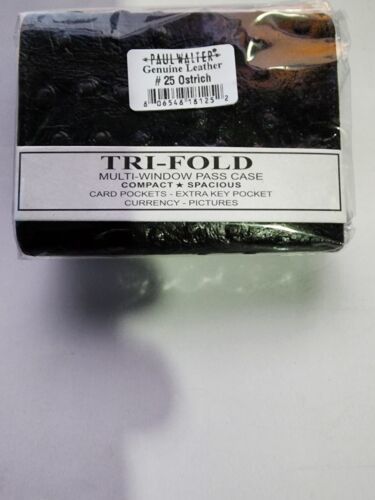 PAUL WALTER®
Genuine Leather
# 25 Ostrich
8 06546 18125 2
TRI-FOLD
MULTI-WINDOW PASS CASE
COMPACT ★ SPACIOUS
CARD POCKETS - EXTRA KEY POCKET
CURRENCY - PICTURES